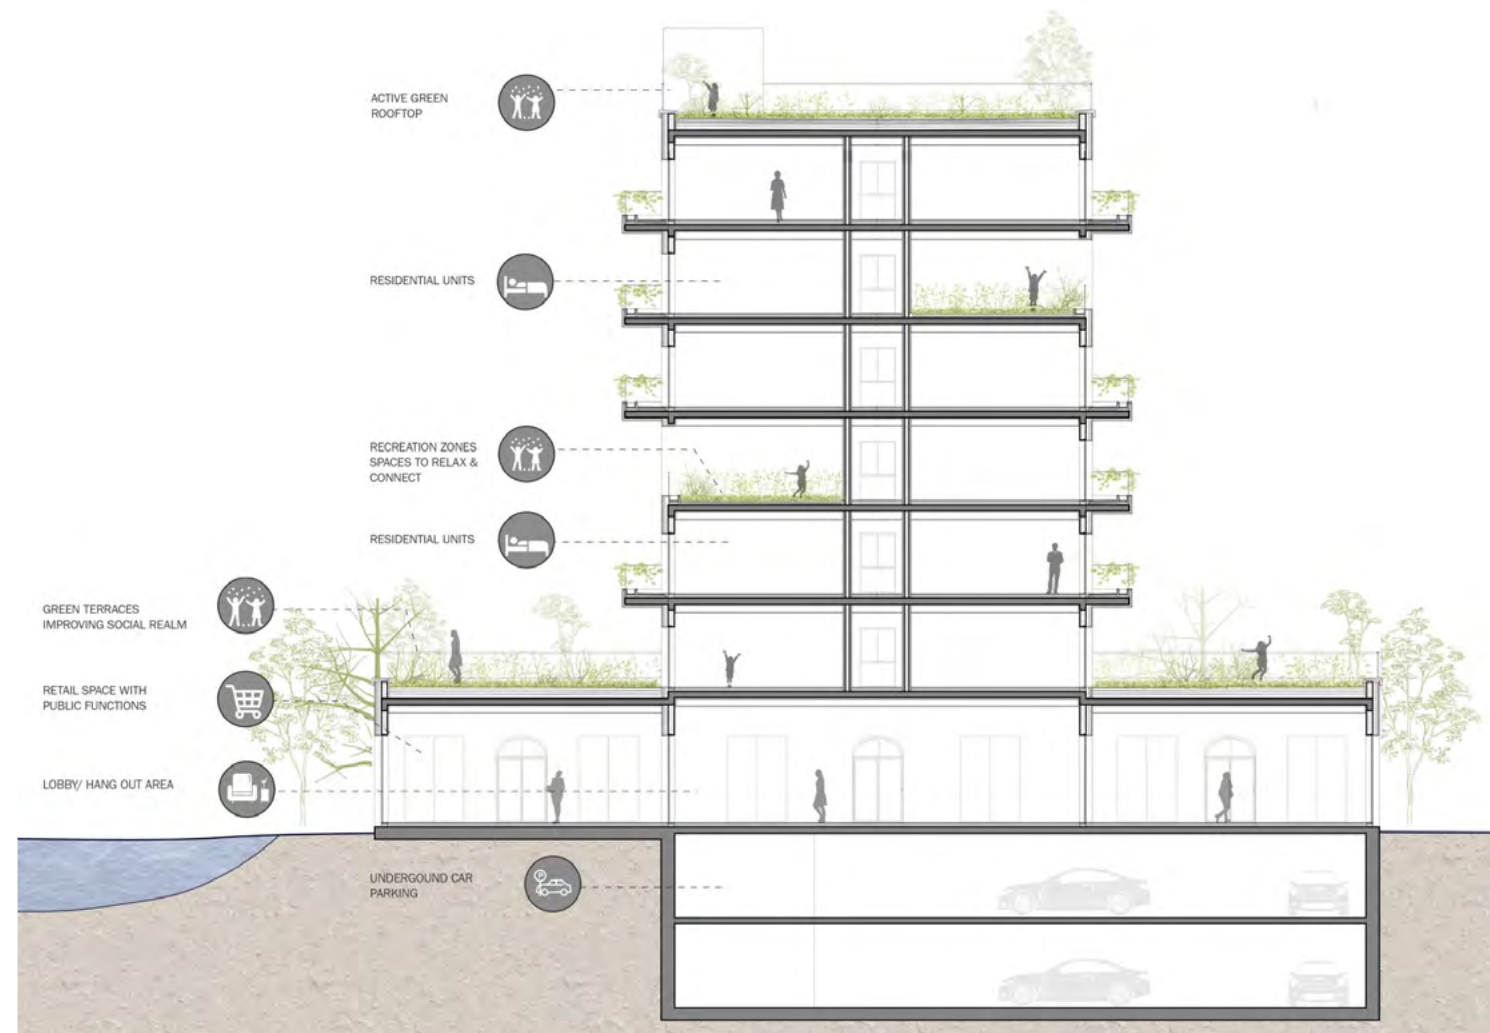 ACTIVE GREEN
ROOFTOP
RESIDENTIAL UNITS
RECREATION ZONES
SPACES TO RELAX &
CONNECT
RESIDENTIAL UNITS
GREEN TERRACES
IMPROVING SOCIAL REALM
RETAIL SPACE WITH
PUBLIC FUNCTIONS
LOBBY/ HANG OUT AREA
UNDERGOUND CAR
PARKING
P